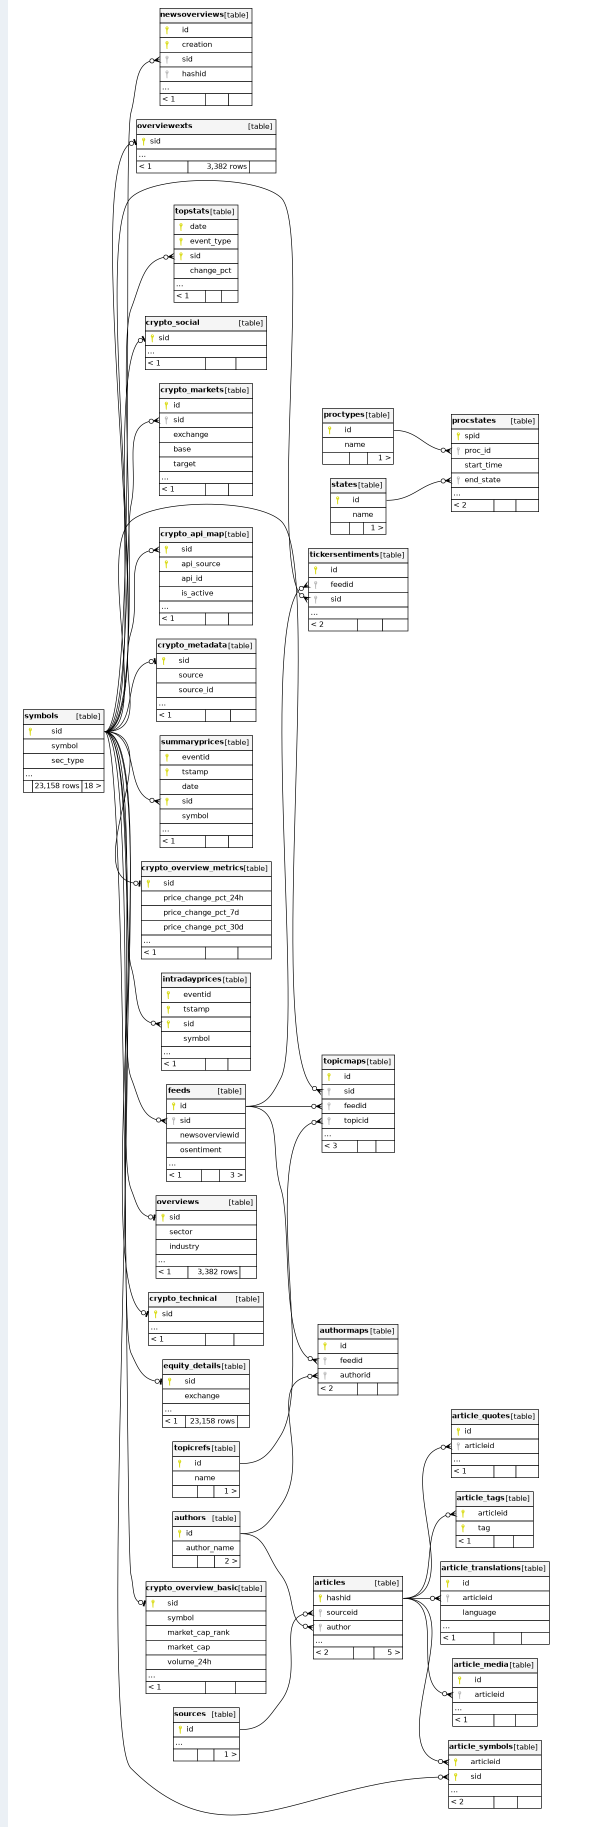 newsoverviews [table]
id
creation
sid
hashid
...
< 1
overviewexts [table]
sid
...
< 1 3,382 rows
topstats [table]
date
event_type
sid
change_pct
...
< 1
crypto_social [table]
sid
...
< 1
crypto_markets [table]
id
sid
exchange
base
target
...
< 1
proctypes [table]
id
name
1 >
procstates [table]
spid
proc_id
start_time
end_state
...
< 2
states [table]
id
name
1 >
crypto_api_map [table]
sid
api_source
api_id
is_active
...
< 1
tickersentiments [table]
id
feedid
sid
...
< 2
crypto_metadata [table]
sid
source
source_id
...
< 1
symbols [table]
sid
symbol
sec_type
...
23,158 rows 18 >
summaryprices [table]
eventid
tstamp
date
sid
symbol
...
< 1
crypto_overview_metrics [table]
sid
price_change_pct_24h
price_change_pct_7d
price_change_pct_30d
...
< 1
intradayprices [table]
eventid
tstamp
sid
symbol
...
< 1
topicmaps [table]
id
sid
feedid
topicid
...
< 3
feeds [table]
id
sid
newsoverviewid
osentiment
...
< 1 3 >
overviews [table]
sid
sector
industry
...
< 1 3,382 rows
crypto_technical [table]
sid
...
< 1
authormaps [table]
id
feedid
authorid
< 2
equity_details [table]
sid
exchange
...
< 1 23,158 rows
article_quotes [table]
id
articleid
...
< 1
topicrefs [table]
id
name
1 >
article_tags [table]
articleid
tag
< 1
authors [table]
id
author_name
2 >
article_translations [table]
id
articleid
language
...
< 1
articles [table]
hashid
sourceid
author
...
< 2 5 >
crypto_overview_basic [table]
sid
symbol
market_cap_rank
market_cap
volume_24h
...
< 1
article_media [table]
id
articleid
...
< 1
sources [table]
id
...
1 >
article_symbols [table]
articleid
sid
...
< 2